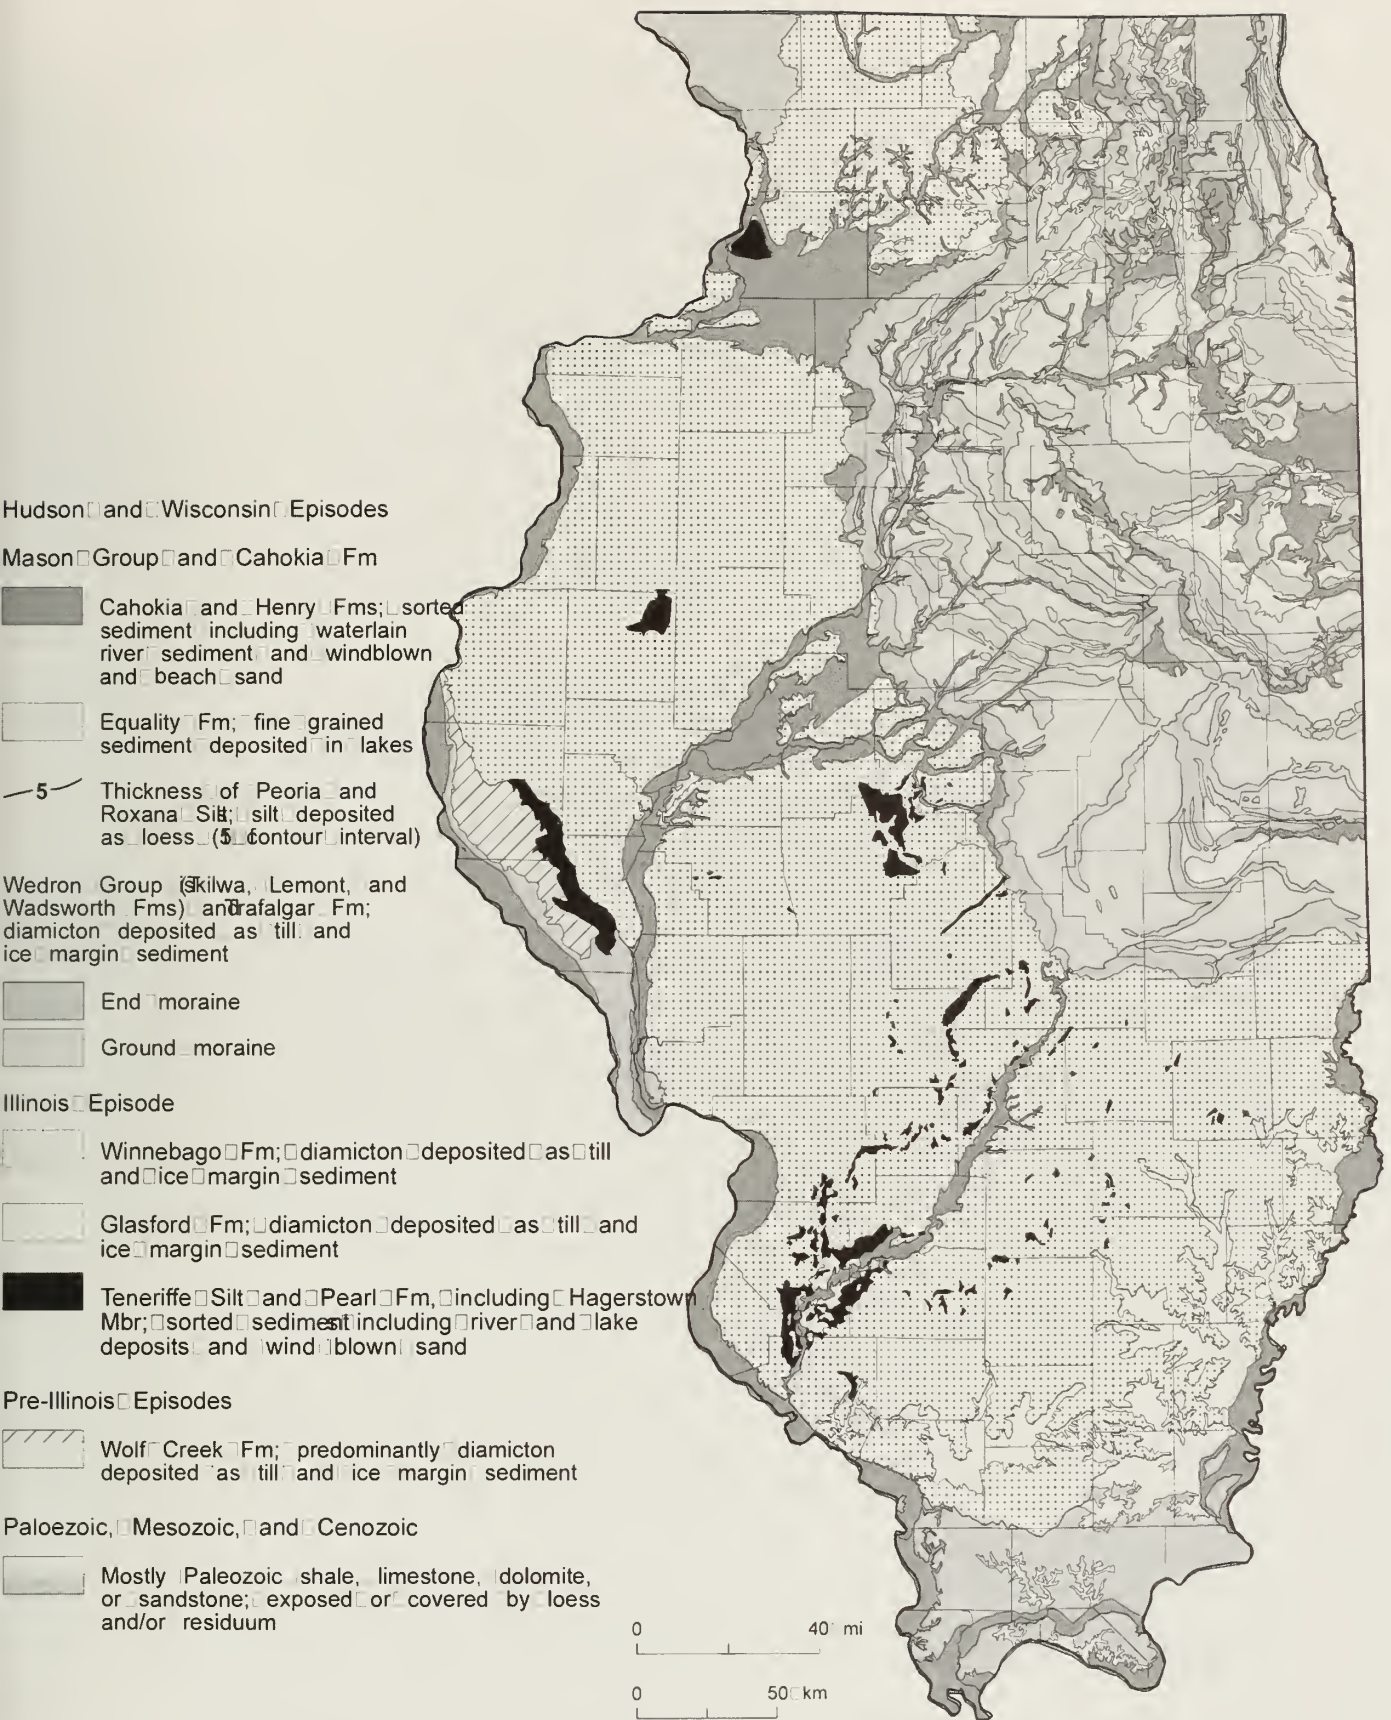 Hudson and Wisconsin Episodes
Mason Group and Cahokia Fm
Cahokia and Henry Fms; sorted
sediment including waterlain
river sediment and windblown
and beach sand
Equality Fm; fine grained
sediment deposited in lakes
5
Thickness of Peoria and
Roxana Silt; silt deposited
as loess (5 contour interval)
Wedron Group (Tiskilwa, Lemont, and
Wadsworth Fms) and Trafalgar Fm;
diamicton deposited as till and
ice margin sediment
End moraine
Ground moraine
Illinois Episode
Winnebago Fm; diamicton deposited as till
and ice margin sediment
Glasford Fm; diamicton deposited as till and
ice margin sediment
Teneriffe Silt and Pearl Fm, including Hagerstown
Mbr; sorted sediment including river and lake
deposits and wind blown sand
Pre-Illinois Episodes
Wolf Creek Fm; predominantly diamicton
deposited as till and ice margin sediment
Paloezoic, Mesozoic, and Cenozoic
Mostly Paleozoic shale, limestone, dolomite,
or sandstone; exposed or covered by loess
and/or residuum
0 40 mi
0 50 km